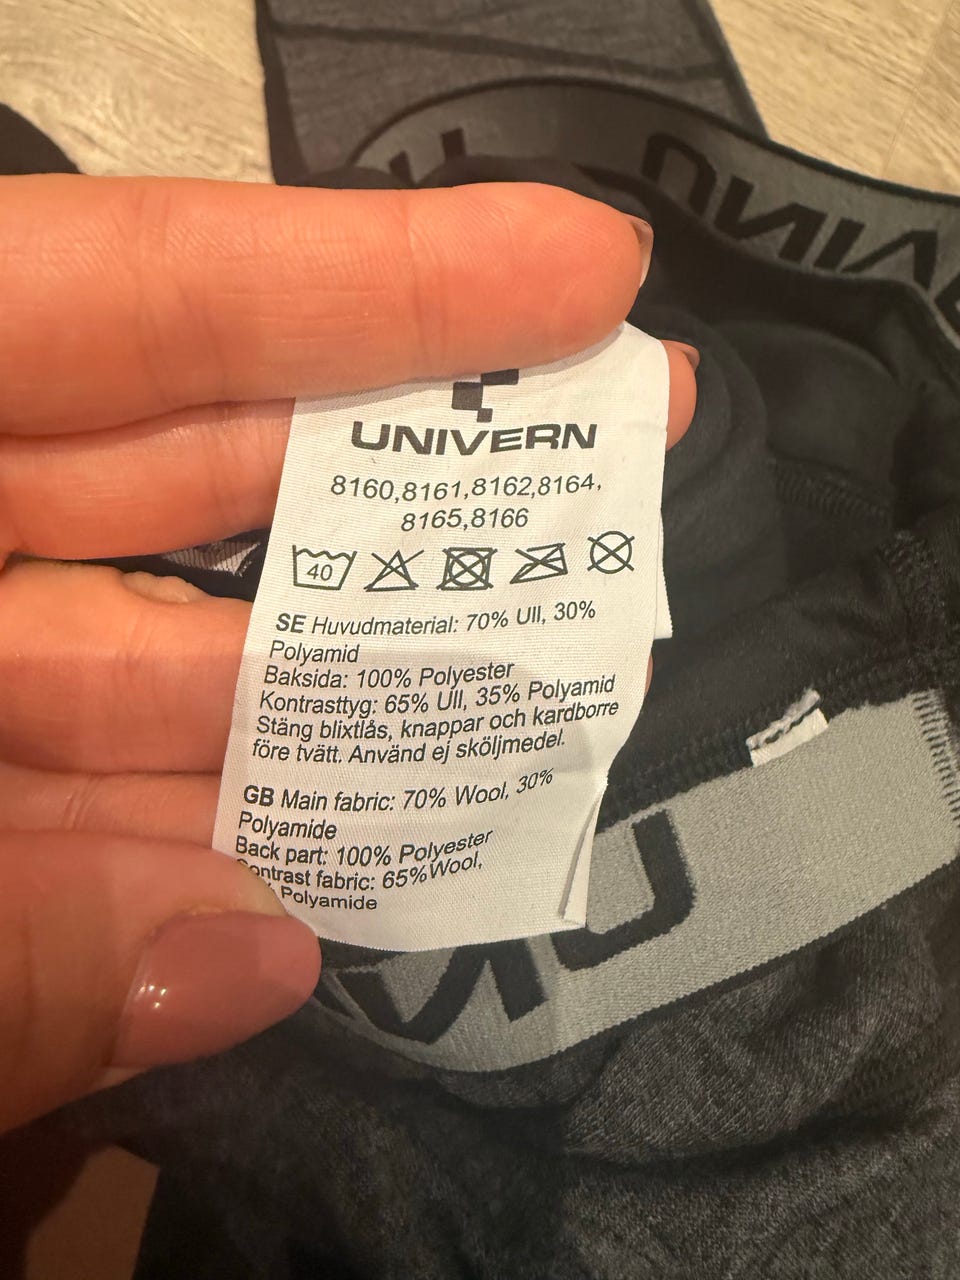 UNIVERN
UNIVERN
8160,8161,8162,8164,
8165,8166
40
SE Huvudmaterial: 70% Ull, 30%
Polyamid
Baksida: 100% Polyester
Kontrasttyg: 65% Ull, 35% Polyamid
Stäng blixtlås, knappar och kardborre
före tvätt. Använd ej sköljmedel.
GB Main fabric: 70% Wool, 30%
Polyamide
Back part: 100% Polyester
fabric: 65%Wool,
Polyamide